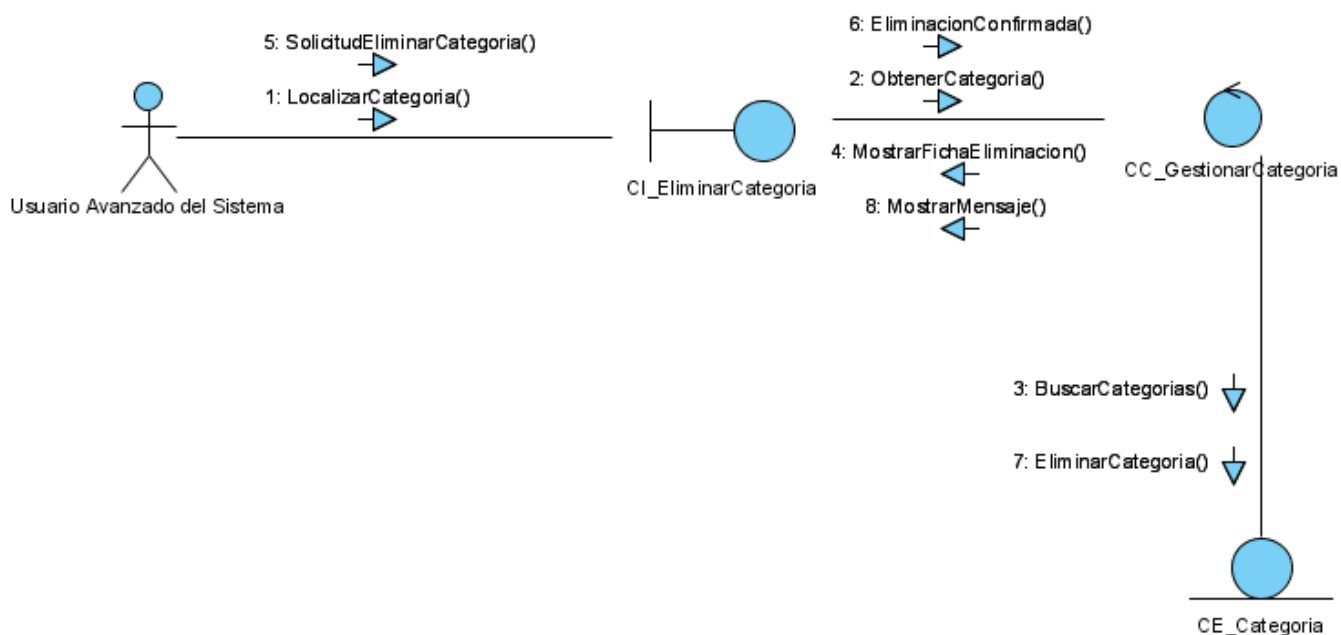 6: EliminacionConfirmada()
5: SolicitudEliminarCategoria()
2: ObtenerCategoria()
1: LocalizarCategoria()
4: MostrarFichaEliminacion()
CC_GestionarCategoria
CI_EliminarCategoria
Usuario Avanzado del Sistema
8: MostrarMensaje()
3: BuscarCategorias()
7: EliminarCategoria()
CE_Categoria